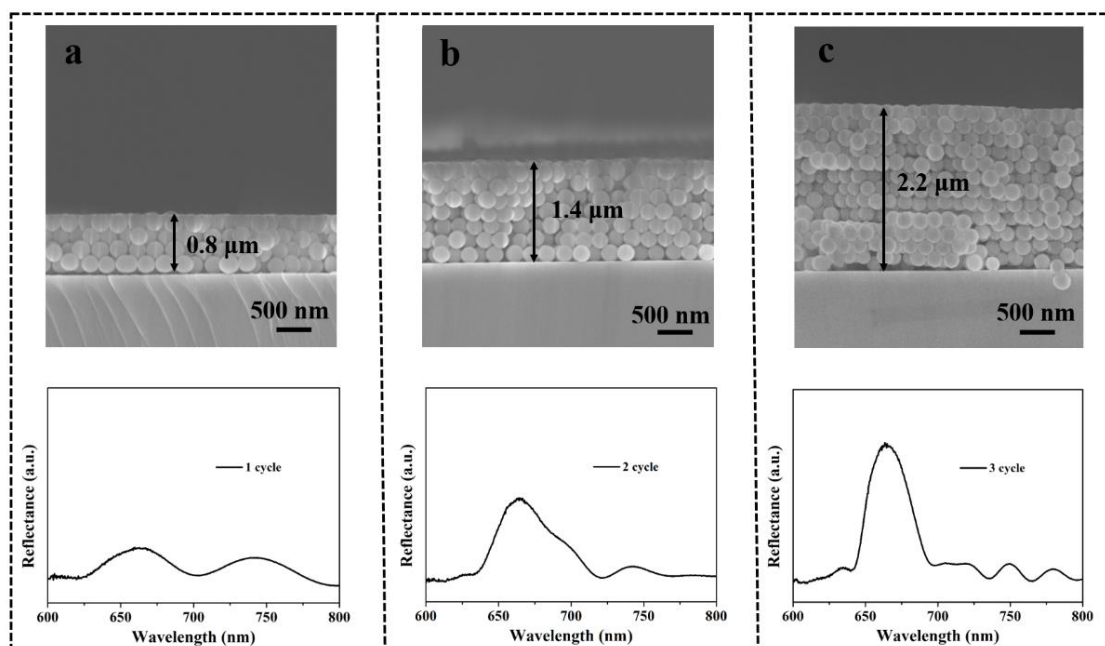 a
0.8 μm
500 nm
b
1.4 μm
500 nm
c
2.2 μm
500 nm
Reflectance (a.u.)
1 cycle
600 650 700 750 800
Wavelength (nm)
Reflectance (a.u.)
2 cycle
600 650 700 750 800
Wavelength (nm)
Reflectance (a.u.)
3 cycle
600 650 700 750 800
Wavelength (nm)